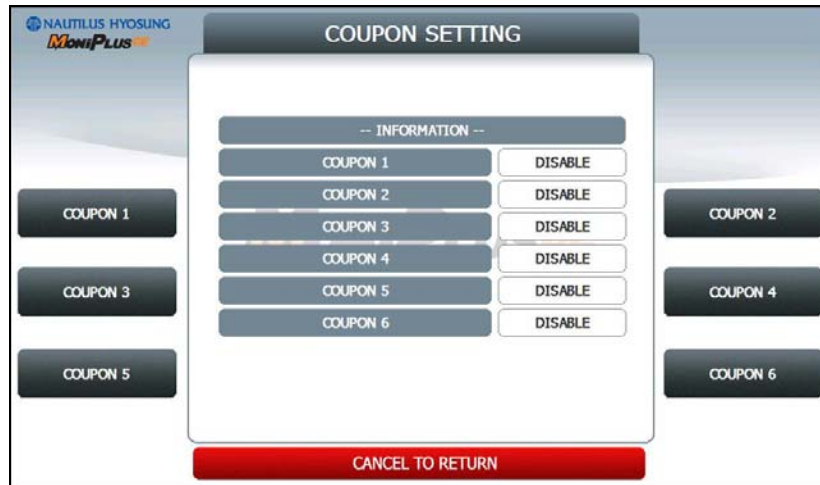 NAUTILUS HYOSUNG
MoniPlus
COUPON SETTING
-- INFORMATION --
COUPON 1 DISABLE
COUPON 2 DISABLE
COUPON 3 DISABLE
COUPON 4 DISABLE
COUPON 5 DISABLE
COUPON 6 DISABLE
COUPON 1
COUPON 2
COUPON 3
COUPON 4
COUPON 5
COUPON 6
CANCEL TO RETURN